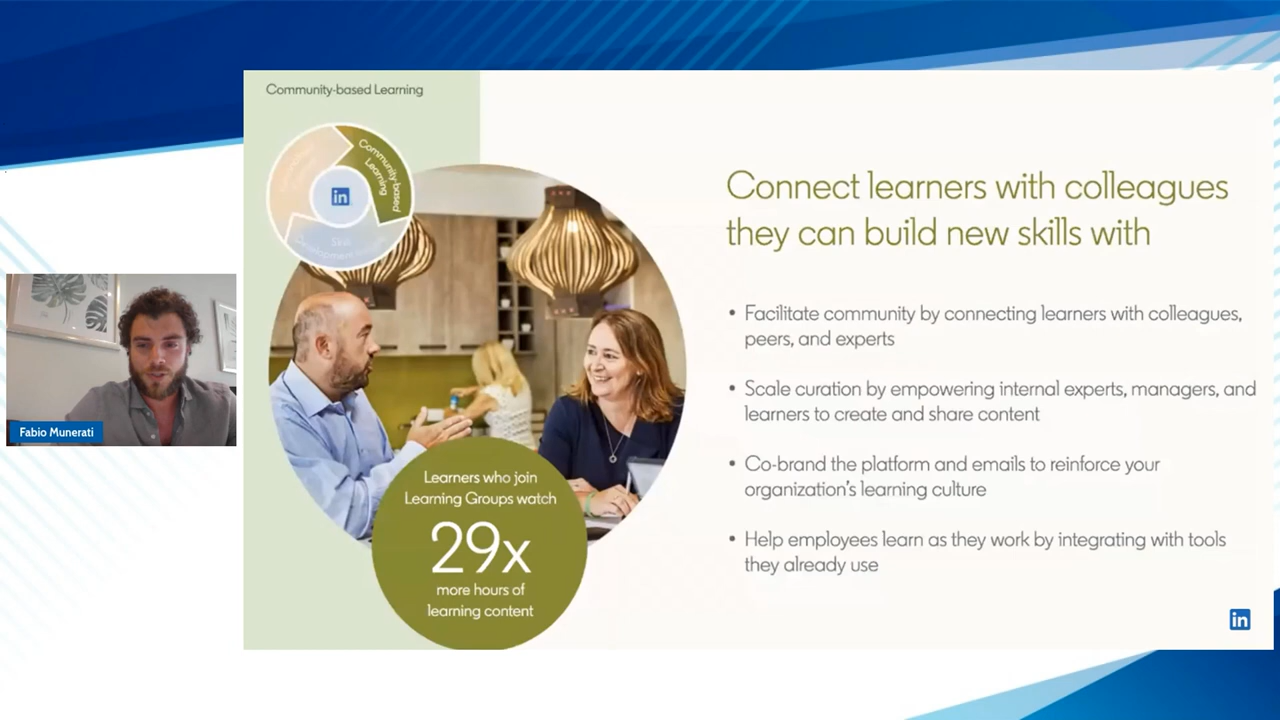 Community-based Learning
Community-based
Learning
in
Skill
Development
Connect learners with colleagues
they can build new skills with
• Facilitate community by connecting learners with colleagues,
peers, and experts
• Scale curation by empowering internal experts, managers, and
learners to create and share content
• Co-brand the platform and emails to reinforce your
organization's learning culture
• Help employees learn as they work by integrating with tools
they already use
Learners who join
Learning Groups watch
29x
more hours of
learning content
Fabio Munerati
in